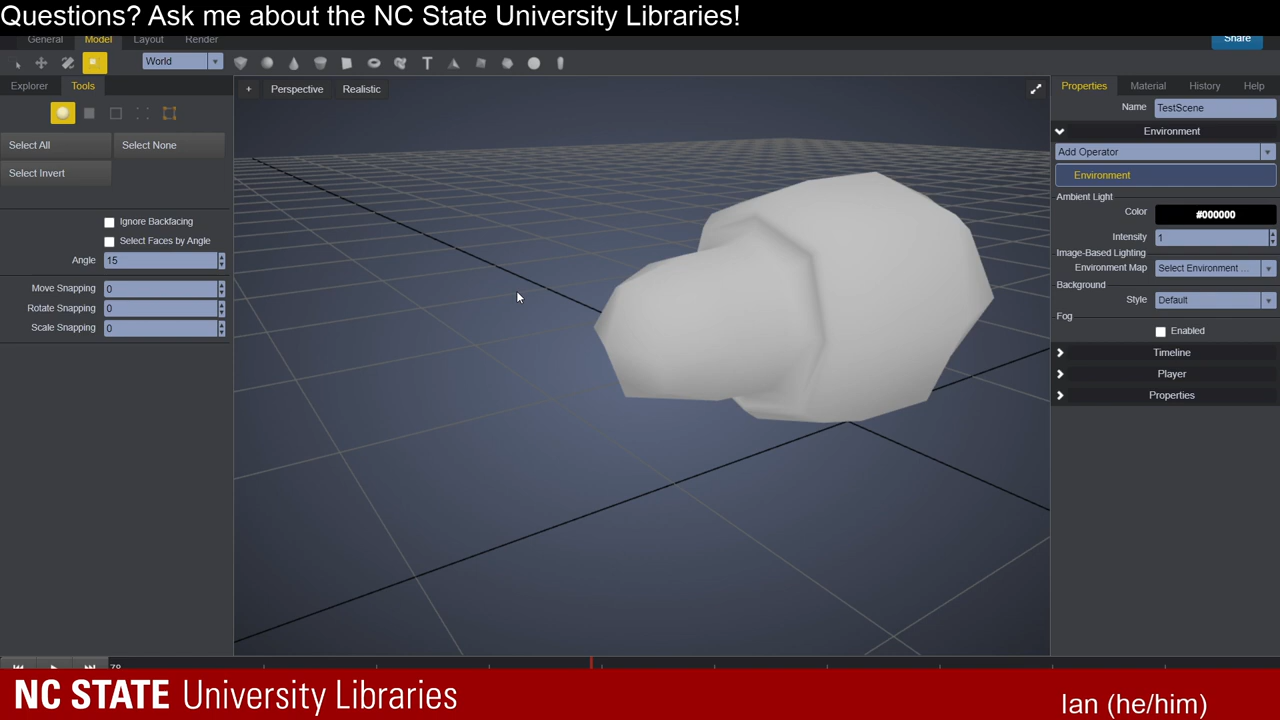 Questions? Ask me about the NC State University Libraries!
General Model Layout Render Share
World
Explorer Tools + Perspective Realistic Properties Material History Help
Name TestScene
Environment
Select All Select None Add Operator
Select Invert Environment
Ambient Light
Color #000000
Ignore Backfacing Intensity 1
Select Faces by Angle Image-Based Lighting
Angle 15 Environment Map Select Environment ...
Background
Move Snapping 0 Style Default
Rotate Snapping 0 Fog
Scale Snapping 0 Enabled
Timeline
Player
Properties
78
NC STATE University Libraries
Ian (he/him)